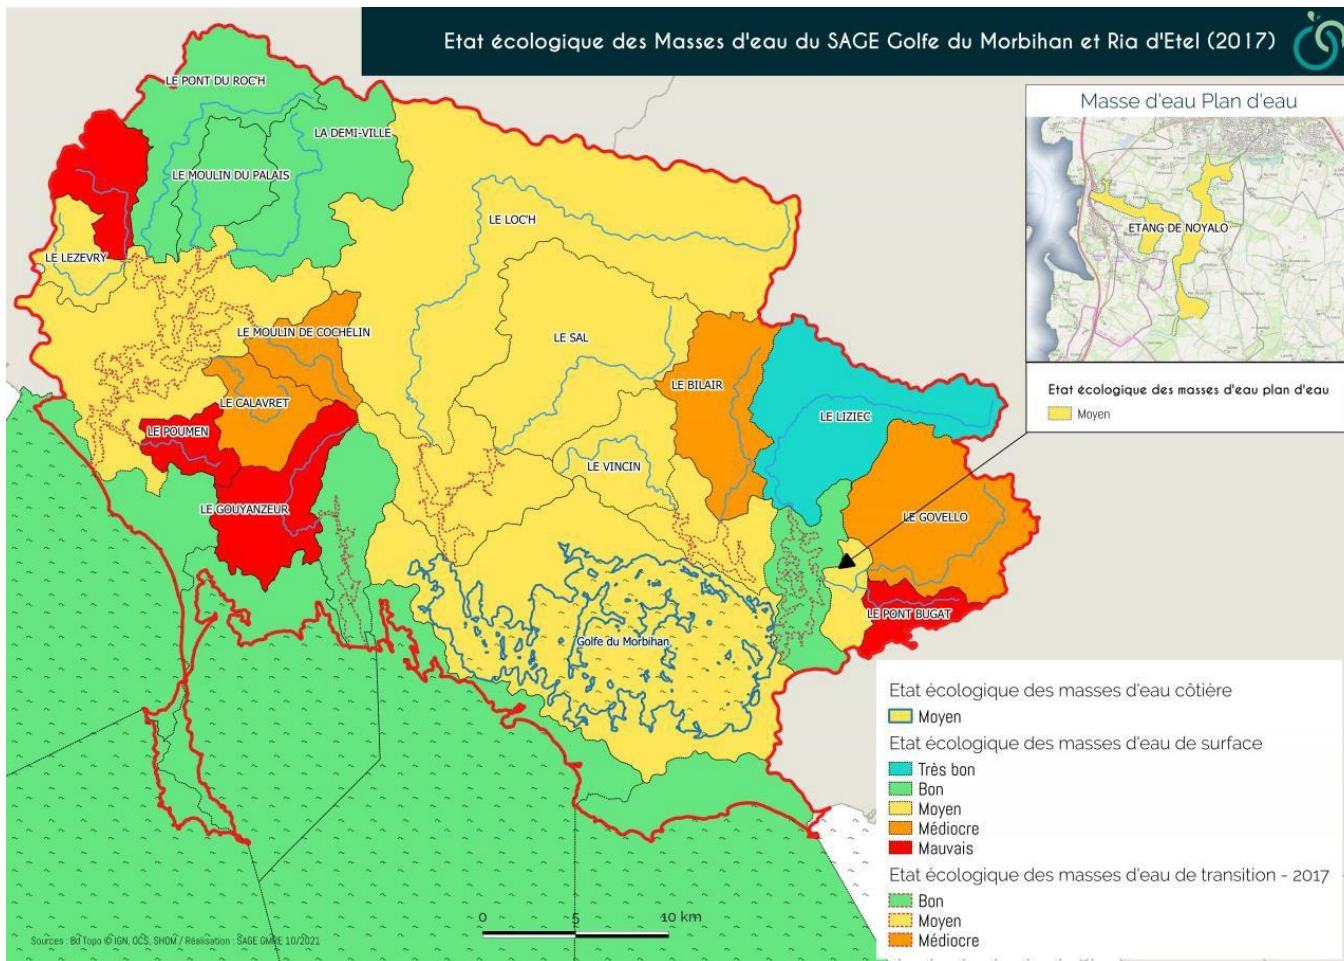 Etat écologique des Masses d'eau du SAGE Golfe du Morbihan et Ria d'Etel (2017)
Masse d'eau Plan d'eau
ETANG DE NOYALO
Etat écologique des masses d'eau plan d'eau
Moyen
LE PONT DU ROC'H
LA DEMI-VILLE
LE MOULIN DU PALAIS
LE LOC'H
LE LEZEVRY
LE MOULIN DE COCHELIN
LE SAL
LE BILAIR
LE CALAVRET
LE LIZIEC
LE POUMEN
LE VINCIN
LE GOUYANZEUR
LE GOVELLO
LE PONT BUGAT
Golfe du Morbihan
Etat écologique des masses d'eau côtière
Moyen
Etat écologique des masses d'eau de surface
Très bon
Bon
Moyen
Médiocre
Mauvais
Etat écologique des masses d'eau de transition - 2017
Bon
Moyen
Médiocre
0 5 10 km
Sources : Bd Topo © IGN, OCS, SHOM / Réalisation : SAGE GMRE 10/2021